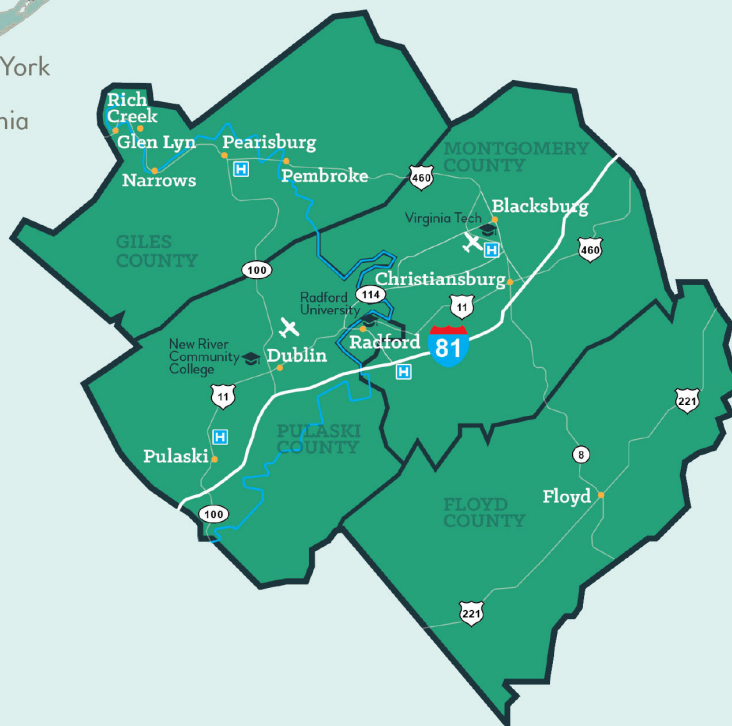 York
nia
Rich
Creek
Glen Lyn
Narrows
Pearisburg
H
Pembroke
MONTGOMERY
COUNTY
460
Blacksburg
Virginia Tech
H
GILES
COUNTY
100
460
Christiansburg
114
11
Radford
University
Radford
81
H
New River
Community
College
Dublin
11
H
Pulaski
PULASKI
COUNTY
100
221
8
Floyd
FLOYD
COUNTY
221